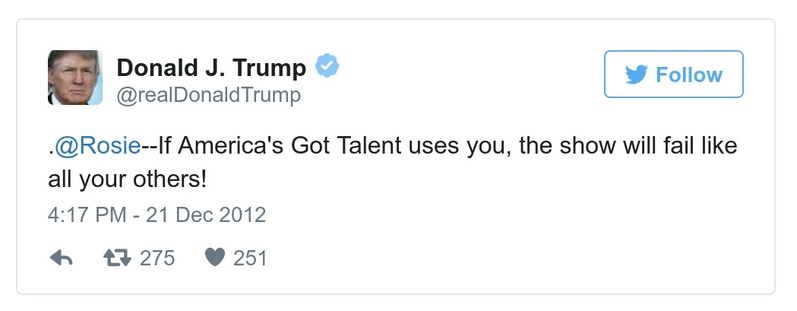 Donald J. Trump
@realDonaldTrump
Follow
.@Rosie--If America's Got Talent uses you, the show will fail like
all your others!
4:17 PM - 21 Dec 2012
275 251